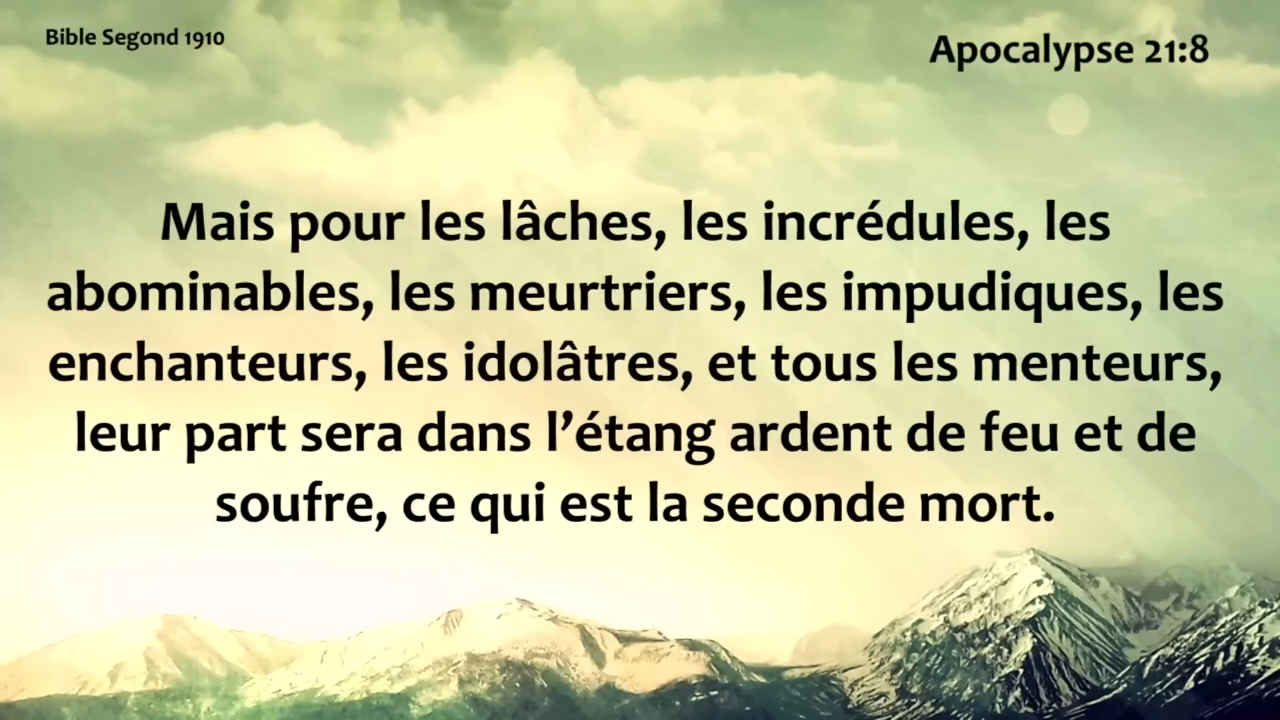 Bible Segond 1910
Apocalypse 21:8
Mais pour les lâches, les incrédules, les
abominables, les meurtriers, les impudiques, les
enchanteurs, les idolâtres, et tous les menteurs,
leur part sera dans l’étang ardent de feu et de
soufre, ce qui est la seconde mort.